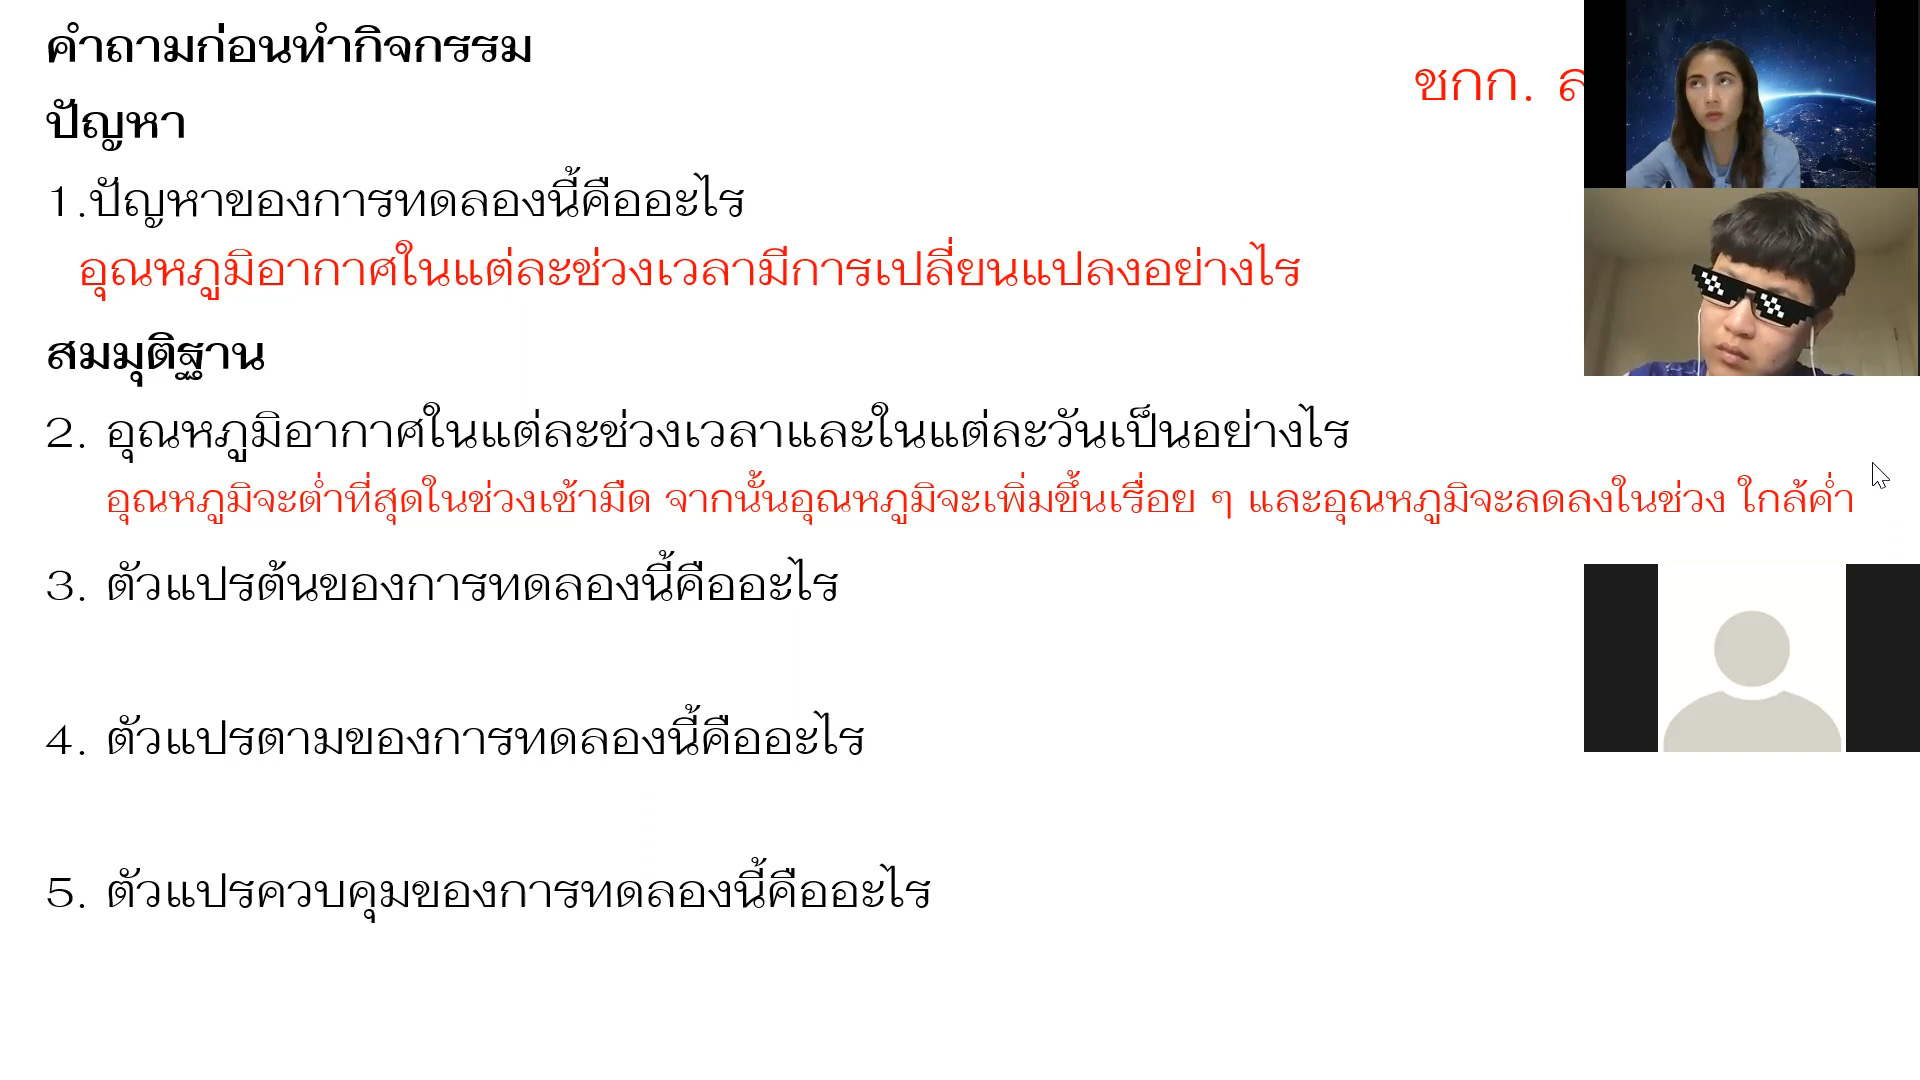 คำถามก่อนทำกิจกรรม
ชกก.
ปัญหา
1.ปัญหาของการทดลองนี้คืออะไร
อุณหภูมิอากาศในแต่ละช่วงเวลามีการเปลี่ยนแปลงอย่างไร
สมมุติฐาน
2. อุณหภูมิอากาศในแต่ละช่วงเวลาและในแต่ละวันเป็นอย่างไร
อุณหภูมิจะต่ำที่สุดในช่วงเช้ามืด จากนั้นอุณหภูมิจะเพิ่มขึ้นเรื่อย ๆ และอุณหภูมิจะลดลงในช่วง ใกล้ค่ำ
3. ตัวแปรต้นของการทดลองนี้คืออะไร
4. ตัวแปรตามของการทดลองนี้คืออะไร
5. ตัวแปรควบคุมของการทดลองนี้คืออะไร